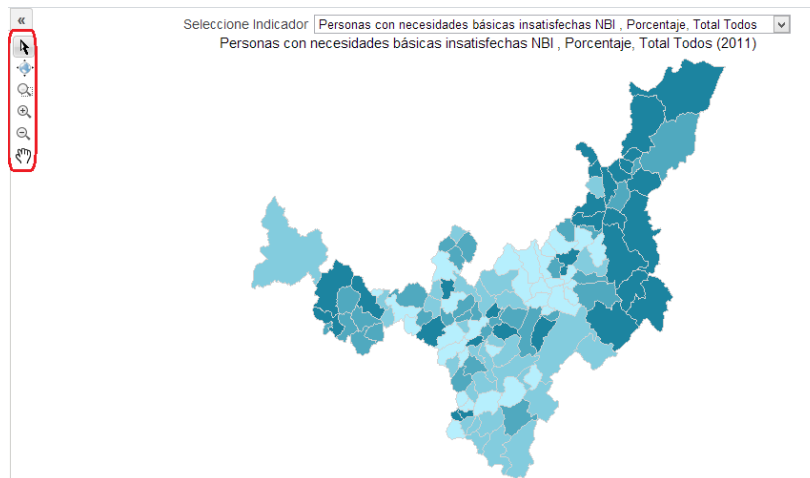 «
Seleccione Indicador Personas con necesidades básicas insatisfechas NBI , Porcentaje, Total Todos
Personas con necesidades básicas insatisfechas NBI , Porcentaje, Total Todos (2011)